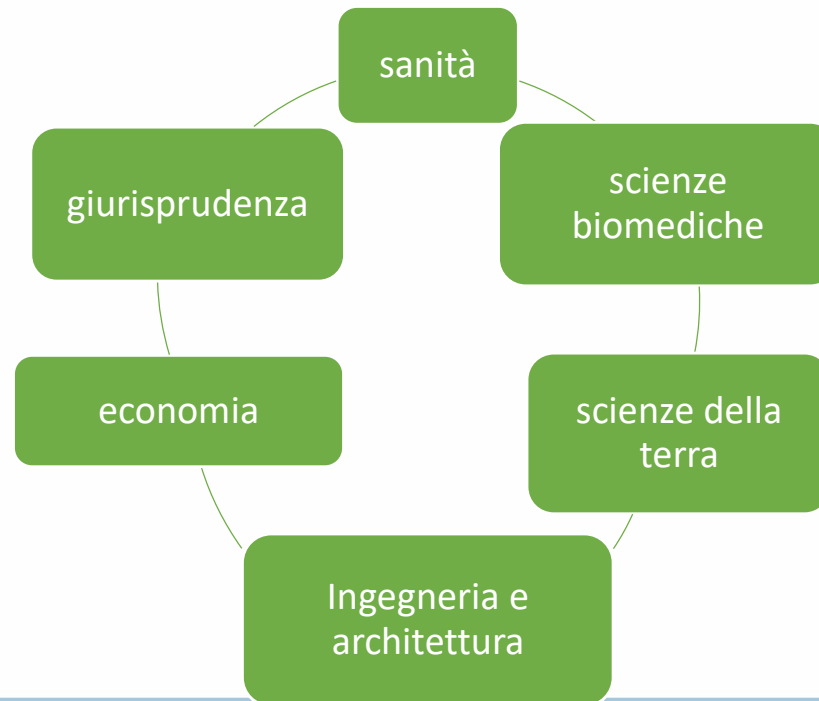 sanità
giurisprudenza
scienze
biomediche
economia
scienze della
terra
Ingegneria e
architettura